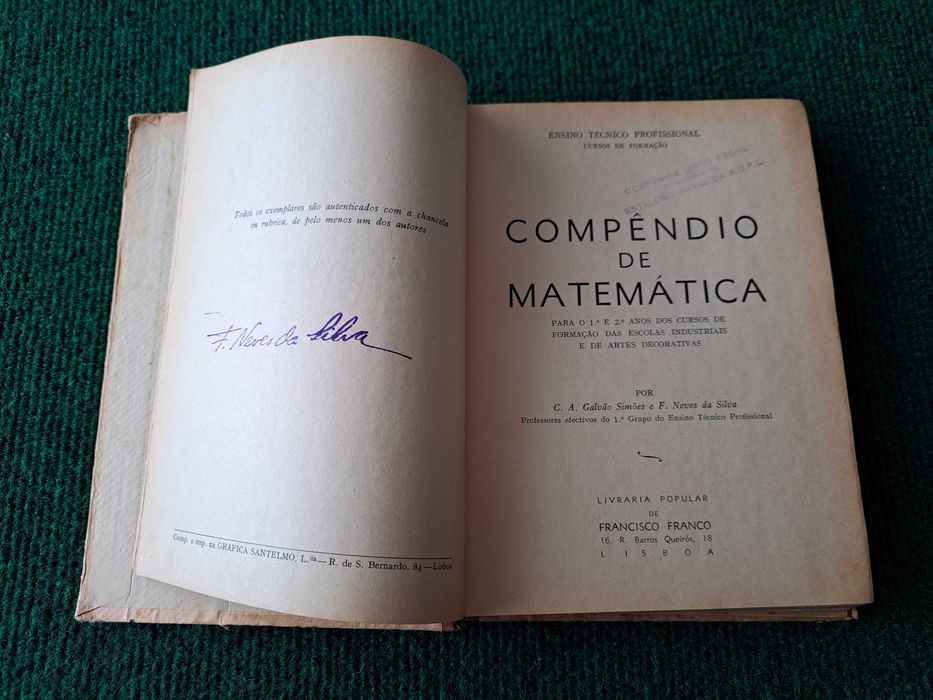 Todos os exemplares são autenticados com a chancela
ou rubrica, de pelo menos um dos autores
F. Neves da Silva
Comp. e imp. na GRÁFICA SANTELMO, L.da — R. de S. Bernardo, 84 — Lisboa
ENSINO TÉCNICO PROFISSIONAL
CURSOS DE FORMAÇÃO
COMPANHIA
ESTALEIRO NAVAL DA A.G.P.L.
COMPÊNDIO
DE
MATEMÁTICA
PARA O 1.º E 2.º ANOS DOS CURSOS DE
FORMAÇÃO DAS ESCOLAS INDUSTRIAIS
E DE ARTES DECORATIVAS
POR
C. A. Galvão Simões e F. Neves da Silva
Professores efectivos do 1.º Grupo do Ensino Técnico Profissional
LIVRARIA POPULAR
DE
FRANCISCO FRANCO
16, R. Barros Queirós, 18
LISBOA